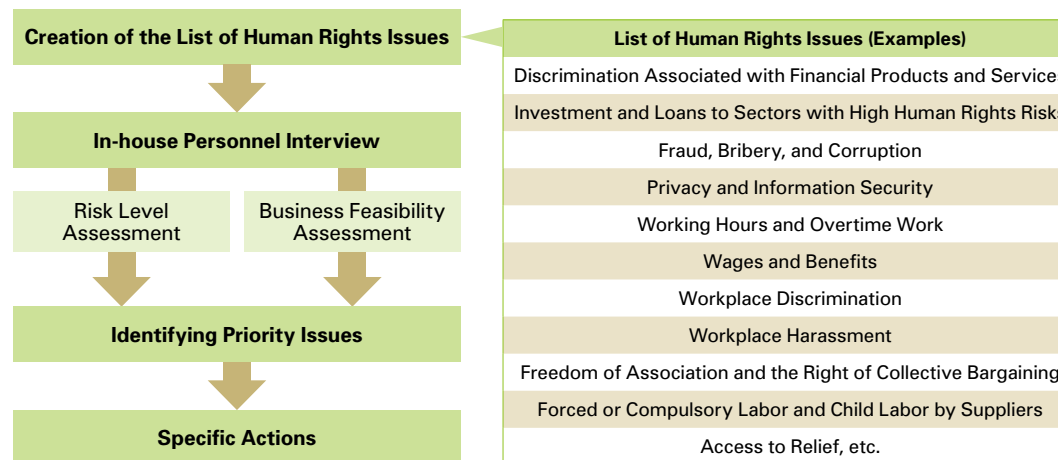 Creation of the List of Human Rights Issues
In-house Personnel Interview
Risk Level
Assessment
Business Feasibility
Assessment
Identifying Priority Issues
Specific Actions
List of Human Rights Issues (Examples)
Discrimination Associated with Financial Products and Services
Investment and Loans to Sectors with High Human Rights Risks
Fraud, Bribery, and Corruption
Privacy and Information Security
Working Hours and Overtime Work
Wages and Benefits
Workplace Discrimination
Workplace Harassment
Freedom of Association and the Right of Collective Bargaining
Forced or Compulsory Labor and Child Labor by Suppliers
Access to Relief, etc.